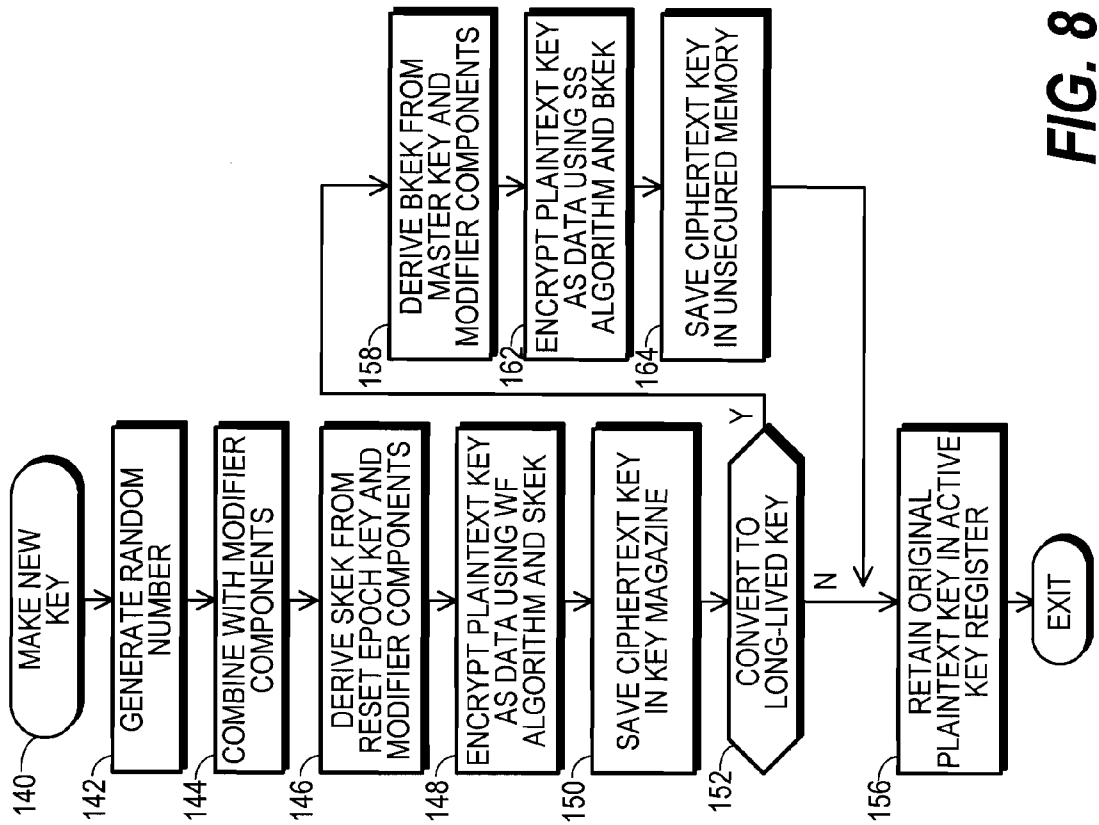 140
MAKE NEW
KEY
142
GENERATE RANDOM
NUMBER
144
COMBINE WITH MODIFIER
COMPONENTS
146
DERIVE SKEK FROM
RESET EPOCH KEY AND
MODIFIER COMPONENTS
148
ENCRYPT PLAINTEXT KEY
AS DATA USING WF
ALGORITHM AND SKEK
150
SAVE CIPHERTEXT KEY
IN KEY MAGAZINE
152
CONVERT TO
LONG-LIVED KEY
Y
N
158
DERIVE BKEK FROM
MASTER KEY AND
MODIFIER COMPONENTS
162
ENCRYPT PLAINTEXT KEY
AS DATA USING SS
ALGORITHM AND BKEK
164
SAVE CIPHERTEXT KEY
IN UNSECURED MEMORY
156
RETAIN ORIGINAL
PLAINTEXT KEY IN ACTIVE
KEY REGISTER
EXIT
FIG. 8